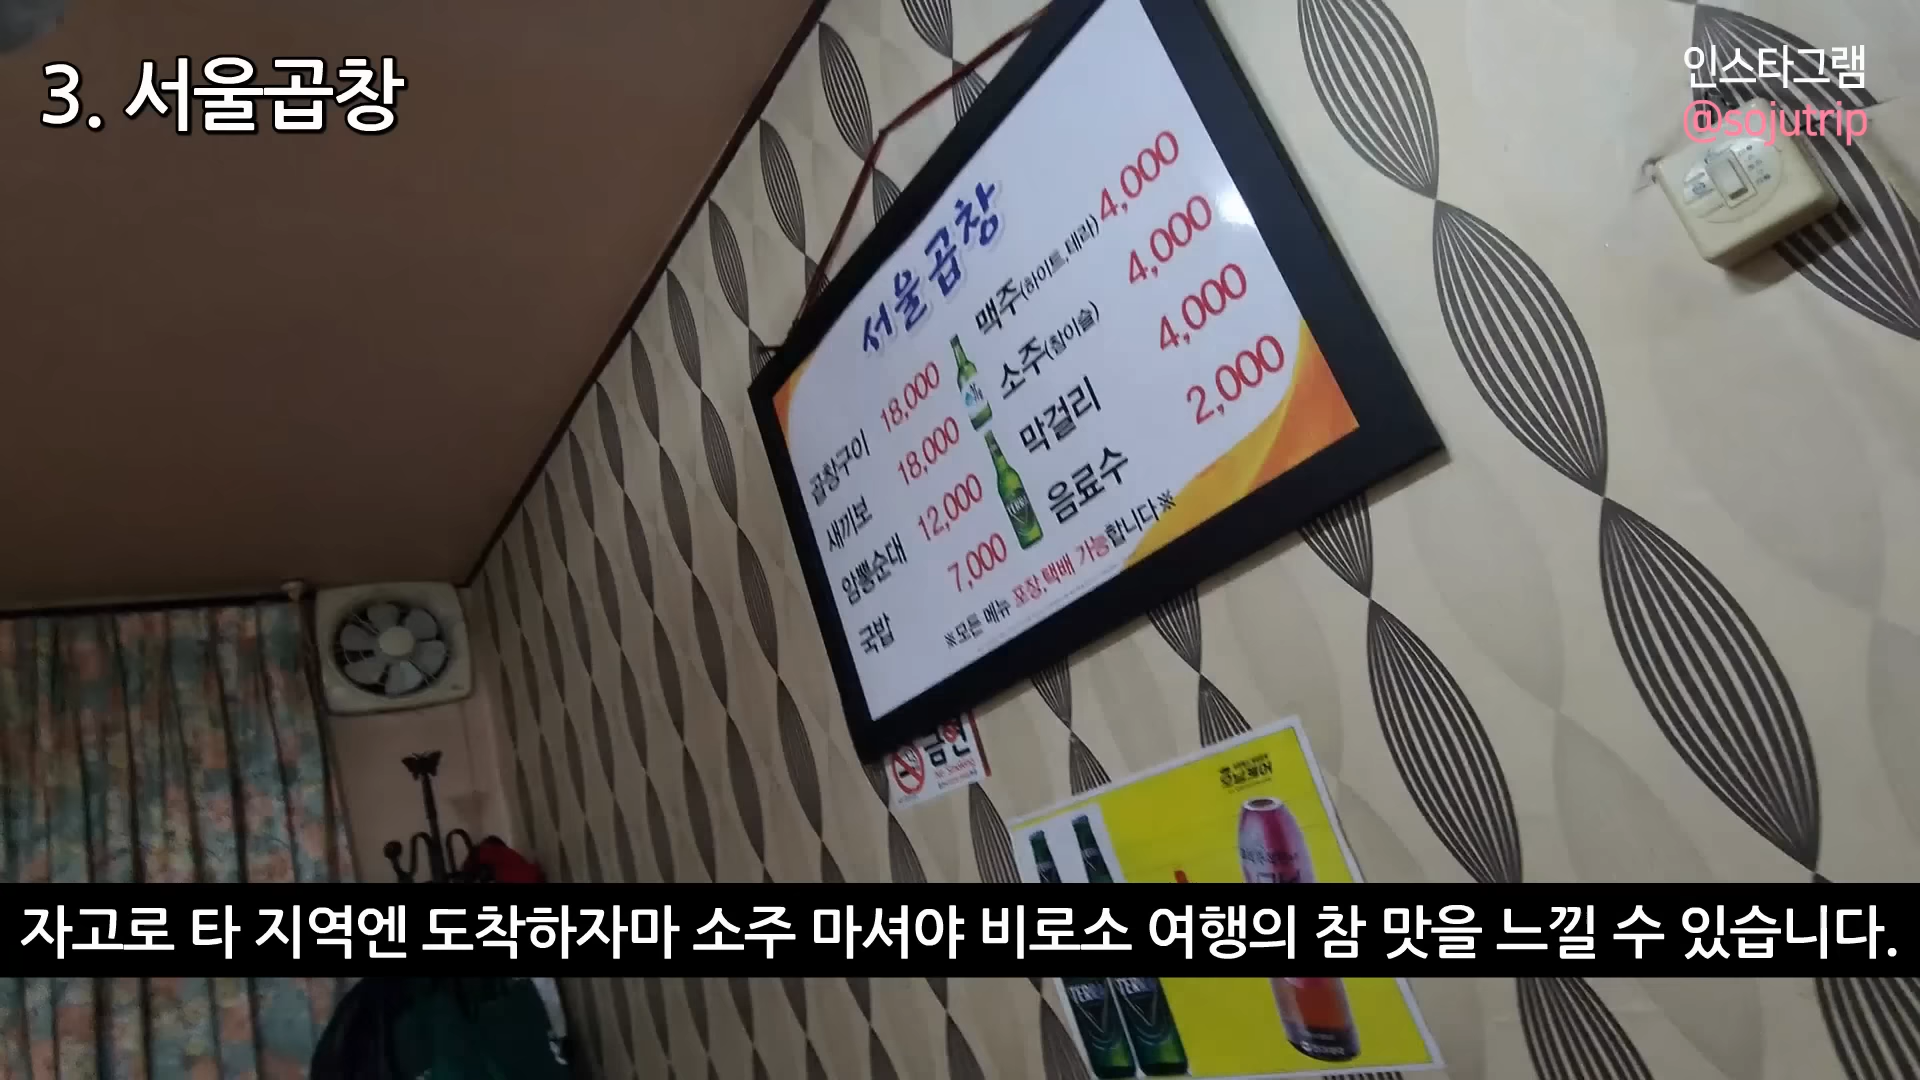 3. 서울곱창
인스타그램
@sojutrip
서울곱창
곱창구이 18,000
새끼보 18,000
암뽕순대 12,000
국밥 7,000
맥주(하이트,테라) 4,000
소주(참이슬) 4,000
막걸리 4,000
음료수 2,000
※모든 메뉴 포장,택배 가능합니다※
금연
No Smoking
TERRA
TERRA
자고로 타 지역엔 도착하자마 소주 마셔야 비로소 여행의 참 맛을 느낄 수 있습니다.